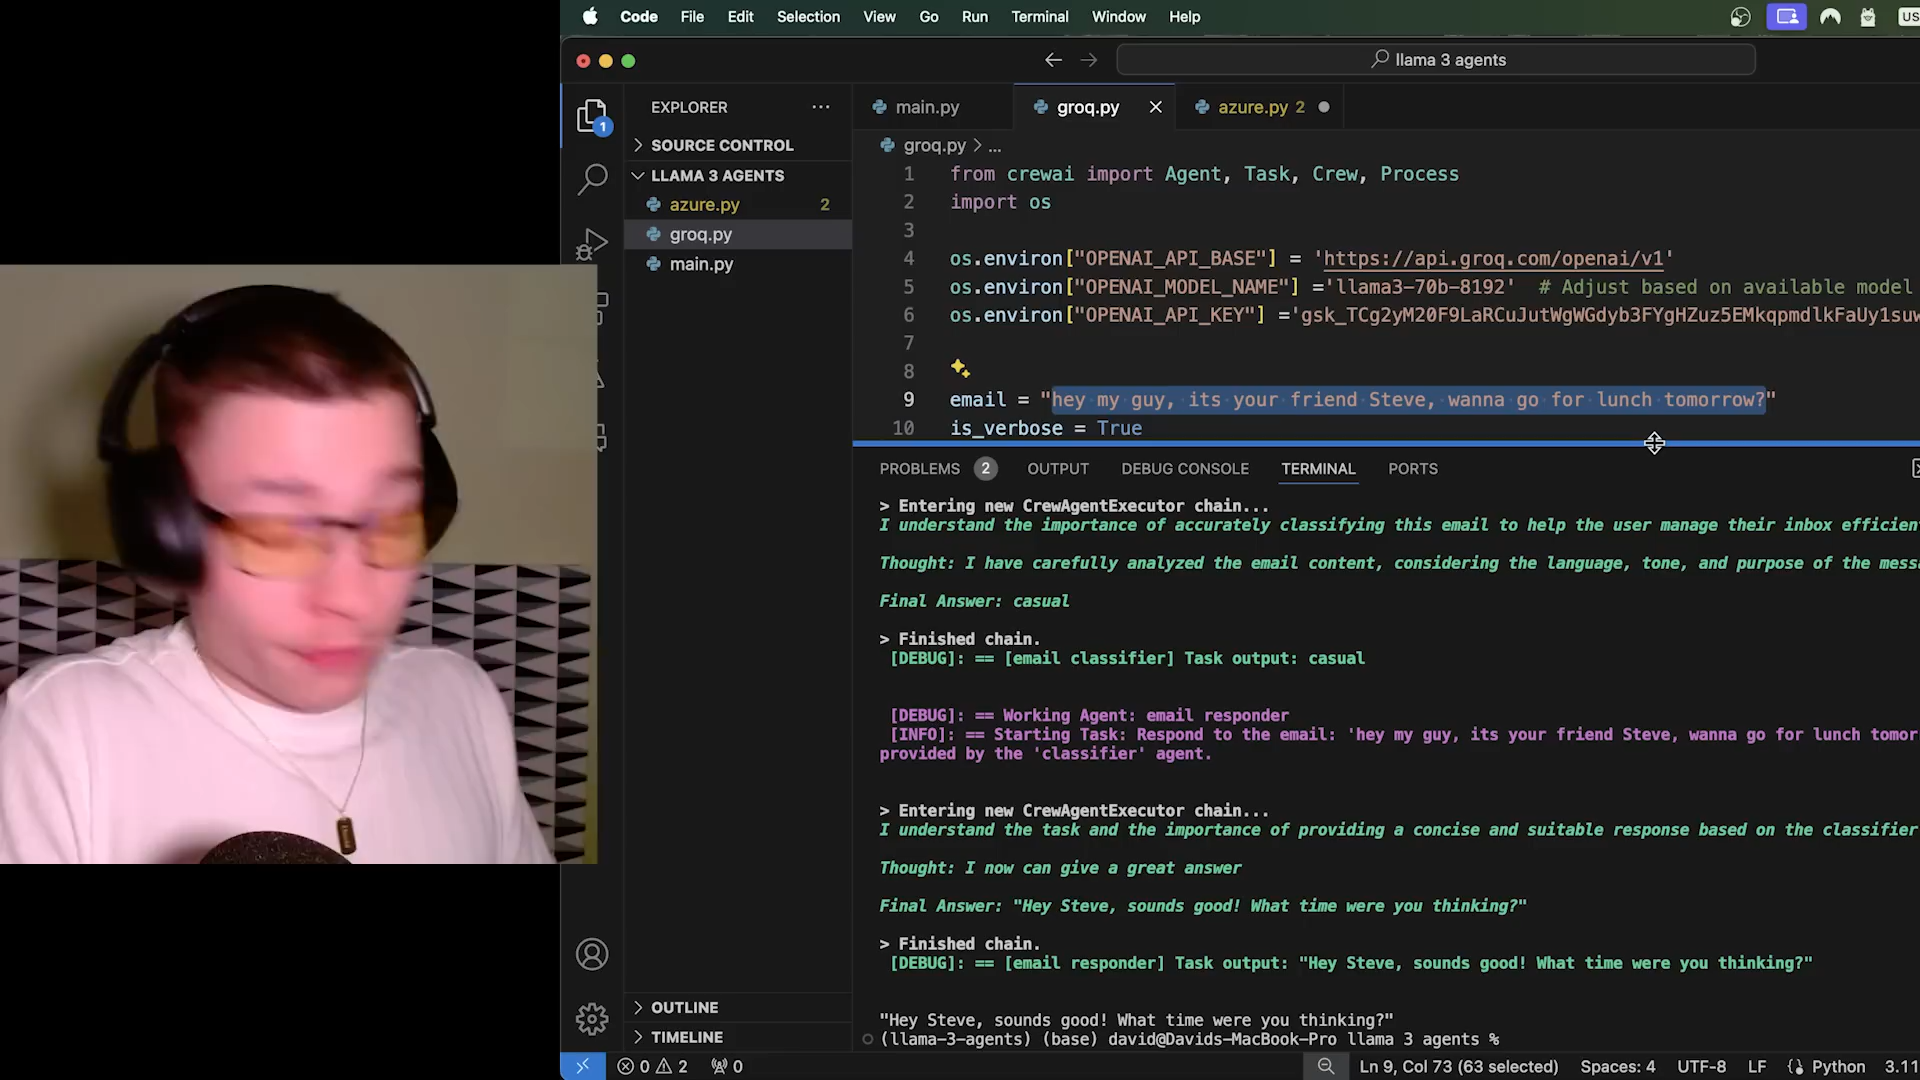 Code File Edit Selection View Go Run Terminal Window Help
US
llama 3 agents
1
EXPLORER
main.py
groq.py
azure.py 2
SOURCE CONTROL
LLAMA 3 AGENTS
azure.py 2
groq.py
main.py
OUTLINE
TIMELINE
groq.py > ...
1 from crewai import Agent, Task, Crew, Process
2 import os
3
4 os.environ["OPENAI_API_BASE"] = 'https://api.groq.com/openai/v1'
5 os.environ["OPENAI_MODEL_NAME"] ='llama3-70b-8192' # Adjust based on available model
6 os.environ["OPENAI_API_KEY"] ='gsk_TCg2yM20F9LaRCuJutWgWGdyb3FYgHZuz5EMkqpmdlkFaUy1suw
7
8
9 email = "hey my guy, its your friend Steve, wanna go for lunch tomorrow?"
10 is_verbose = True
PROBLEMS 2 OUTPUT DEBUG CONSOLE TERMINAL PORTS
> Entering new CrewAgentExecutor chain...
I understand the importance of accurately classifying this email to help the user manage their inbox efficien
Thought: I have carefully analyzed the email content, considering the language, tone, and purpose of the mess
Final Answer: casual
> Finished chain.
[DEBUG]: == [email classifier] Task output: casual
[DEBUG]: == Working Agent: email responder
[INFO]: == Starting Task: Respond to the email: 'hey my guy, its your friend Steve, wanna go for lunch tomor
provided by the 'classifier' agent.
> Entering new CrewAgentExecutor chain...
I understand the task and the importance of providing a concise and suitable response based on the classifier
Thought: I now can give a great answer
Final Answer: "Hey Steve, sounds good! What time were you thinking?"
> Finished chain.
[DEBUG]: == [email responder] Task output: "Hey Steve, sounds good! What time were you thinking?"
"Hey Steve, sounds good! What time were you thinking?"
(llama-3-agents) (base) david@Davids-MacBook-Pro llama 3 agents %
0 2 0 Ln 9, Col 73 (63 selected) Spaces: 4 UTF-8 LF Python 3.11